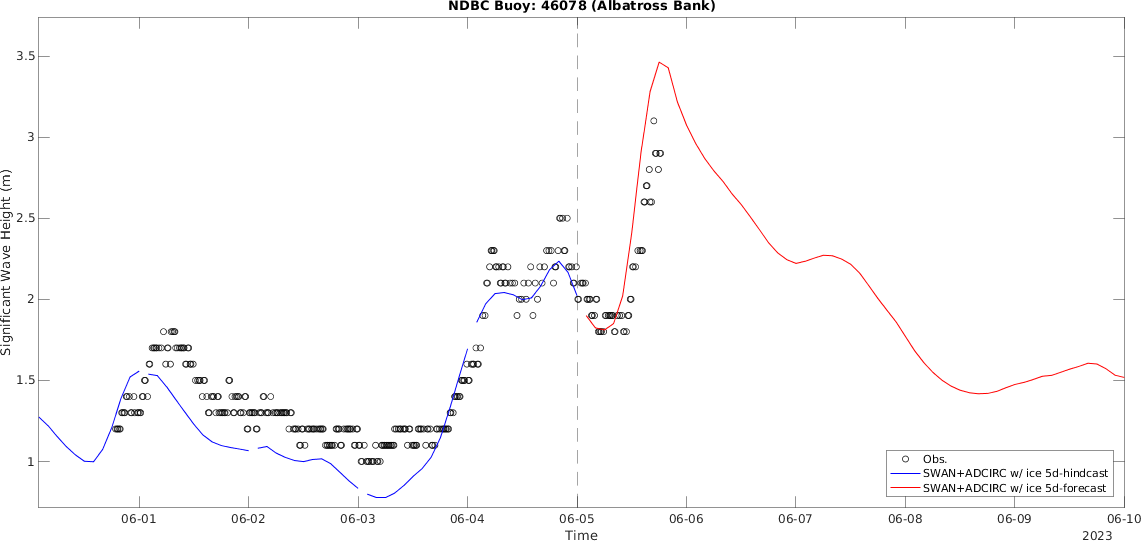 NDBC Buoy: 46078 (Albatross Bank)
3.5
3
2.5
2
1.5
1
Significant Wave Height (m)
Obs.
SWAN+ADCIRC w/ ice 5d-hindcast
SWAN+ADCIRC w/ ice 5d-forecast
06-01 06-02 06-03 06-04 06-05 06-06 06-07 06-08 06-09 06-10
Time
2023